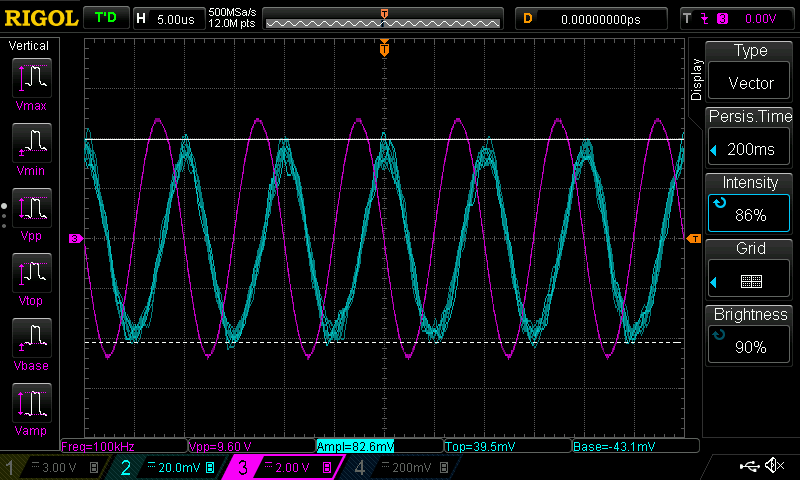 RIGOL T'D H 5.00us 500MSa/s 12.0M pts T D 0.00000000ps T 3 0.00V
Vertical
Vmax
Vmin
Vpp
Vtop
Vbase
Vamp
T
3
T
Display
Type
Vector
Persis.Time
200ms
Intensity
86%
Grid
Brightness
90%
Freq=100kHz Vpp=9.60 V Ampl=82.6mV Top=39.5mV Base=-43.1mV
1 3.00 V B 2 20.0mV B 3 2.00 V B 4 200mV B